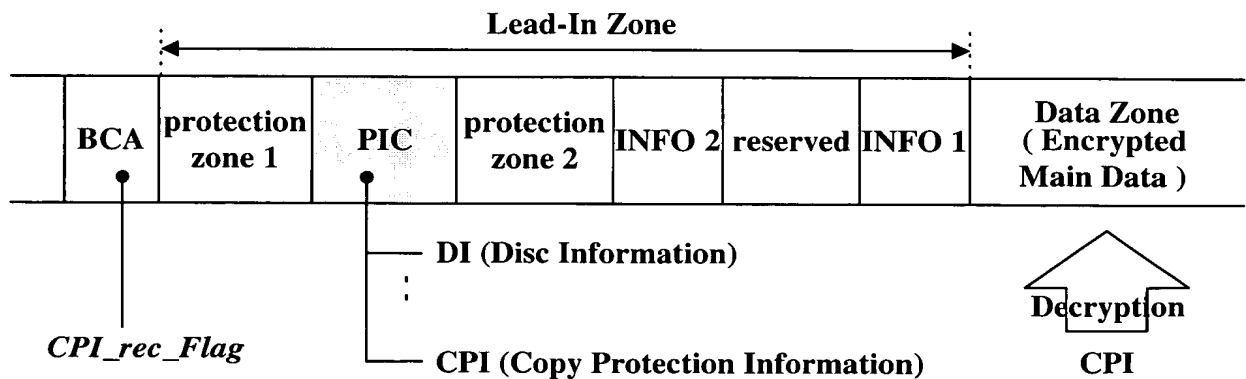 Lead-In Zone
BCA
protection
zone 1
PIC
protection
zone 2
INFO 2
reserved
INFO 1
Data Zone
( Encrypted
Main Data )
DI (Disc Information)
Decryption
CPI_rec_Flag
CPI (Copy Protection Information)
CPI